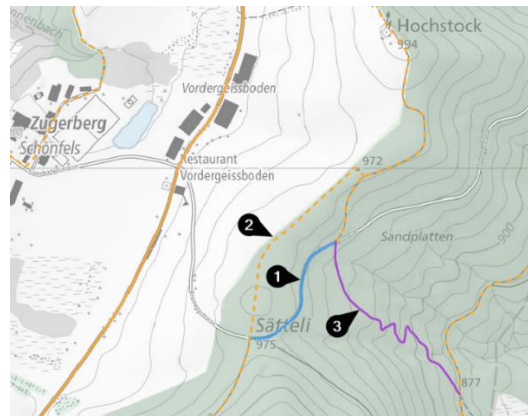 Hochstock
994
Vordergeissboden
Zugerberg
Schönfels
Restaurant
Vordergeissboden
972
2
Sandplatten
900
1
Sätteli
975
3
877